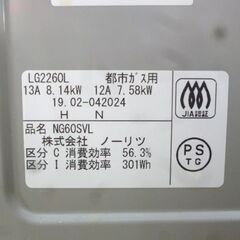 LG2260L 都市ガス用
13A 8.14kW 12A 7.58kW
19.02-042024
H N
JIA認証
品名 NG60SVL
株式会社 ノーリツ
区分 C 消費効率 56.3%
区分 I 消費効率 301Wh
PS
TG